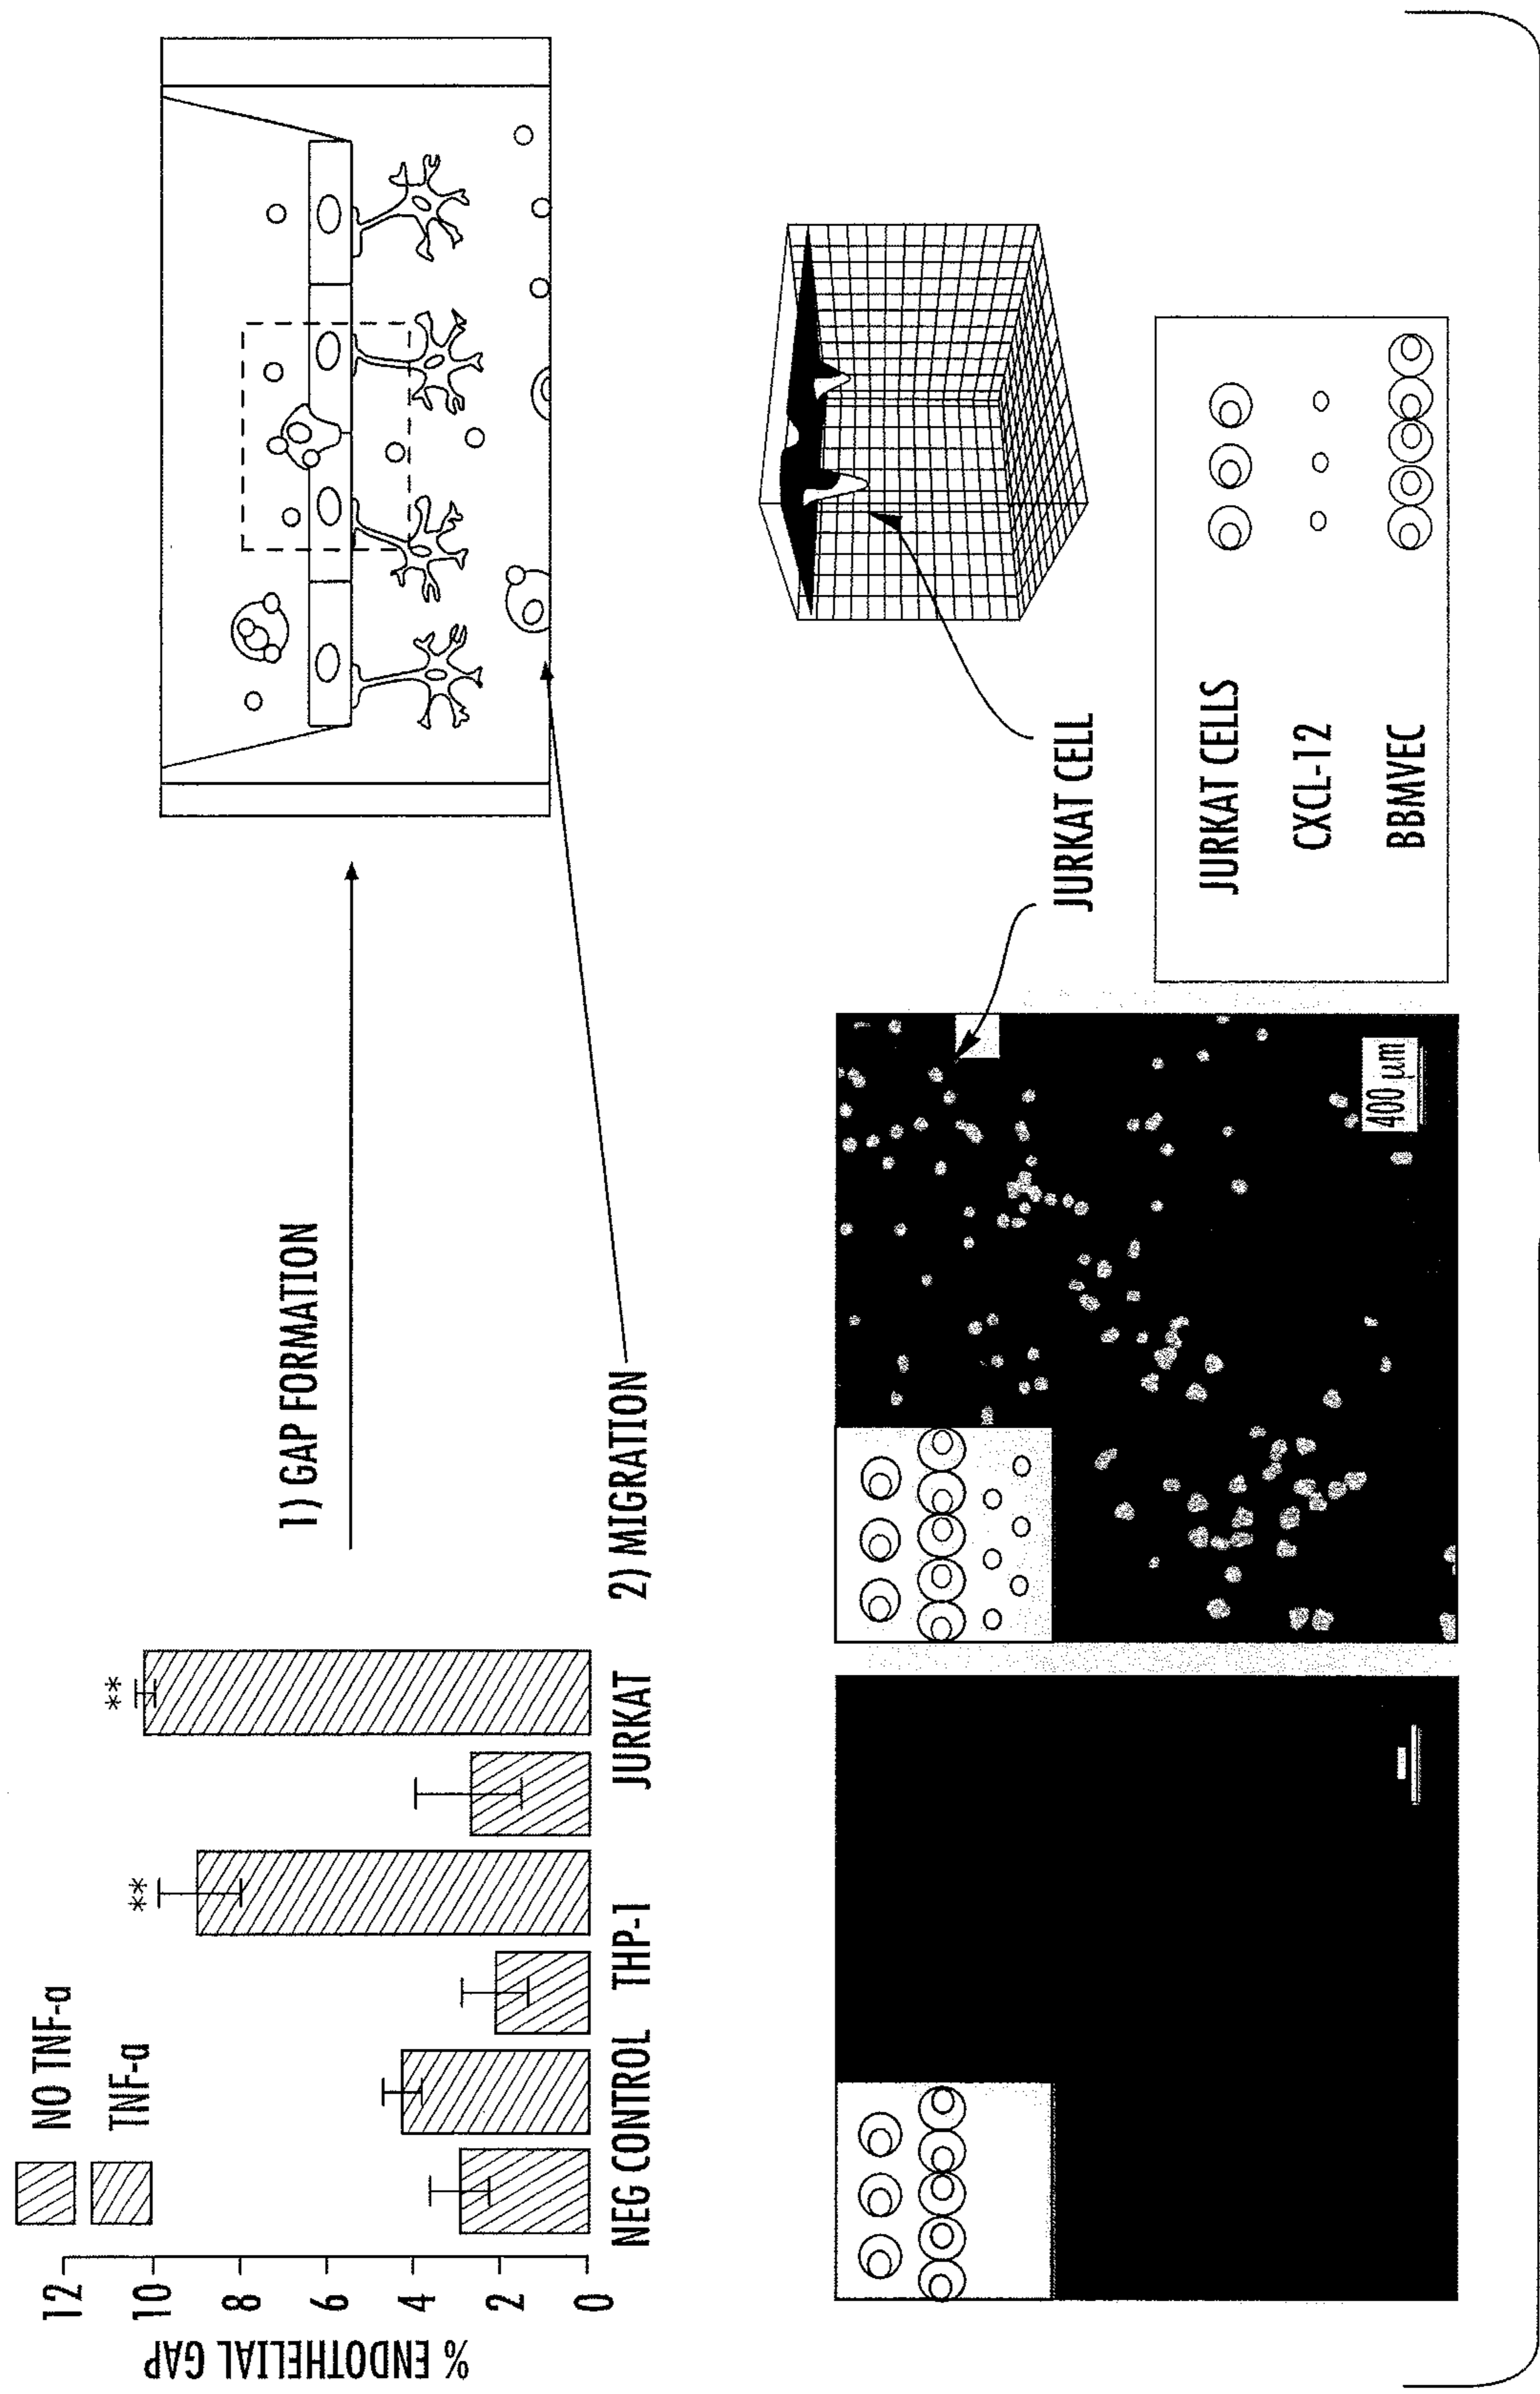 NO TNF-α
TNF-α
% ENDOTHELIAL GAP
12
10
8
6
4
2
0
**
**
NEG CONTROL
THP-1
JURKAT
1) GAP FORMATION
2) MIGRATION
400 µm
JURKAT CELL
JURKAT CELLS
CXCL-12
BBMVEC